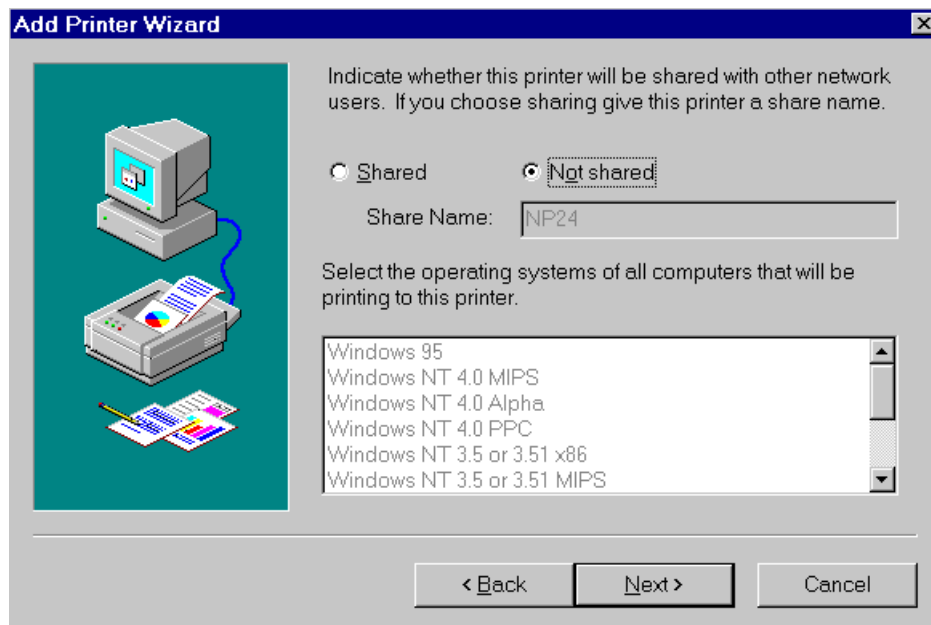 Add Printer Wizard
Indicate whether this printer will be shared with other network
users. If you choose sharing give this printer a share name.
Shared
Not shared
Share Name:
NP24
Select the operating systems of all computers that will be
printing to this printer.
Windows 95
Windows NT 4.0 MIPS
Windows NT 4.0 Alpha
Windows NT 4.0 PPC
Windows NT 3.5 or 3.51 x86
Windows NT 3.5 or 3.51 MIPS
< Back
Next >
Cancel